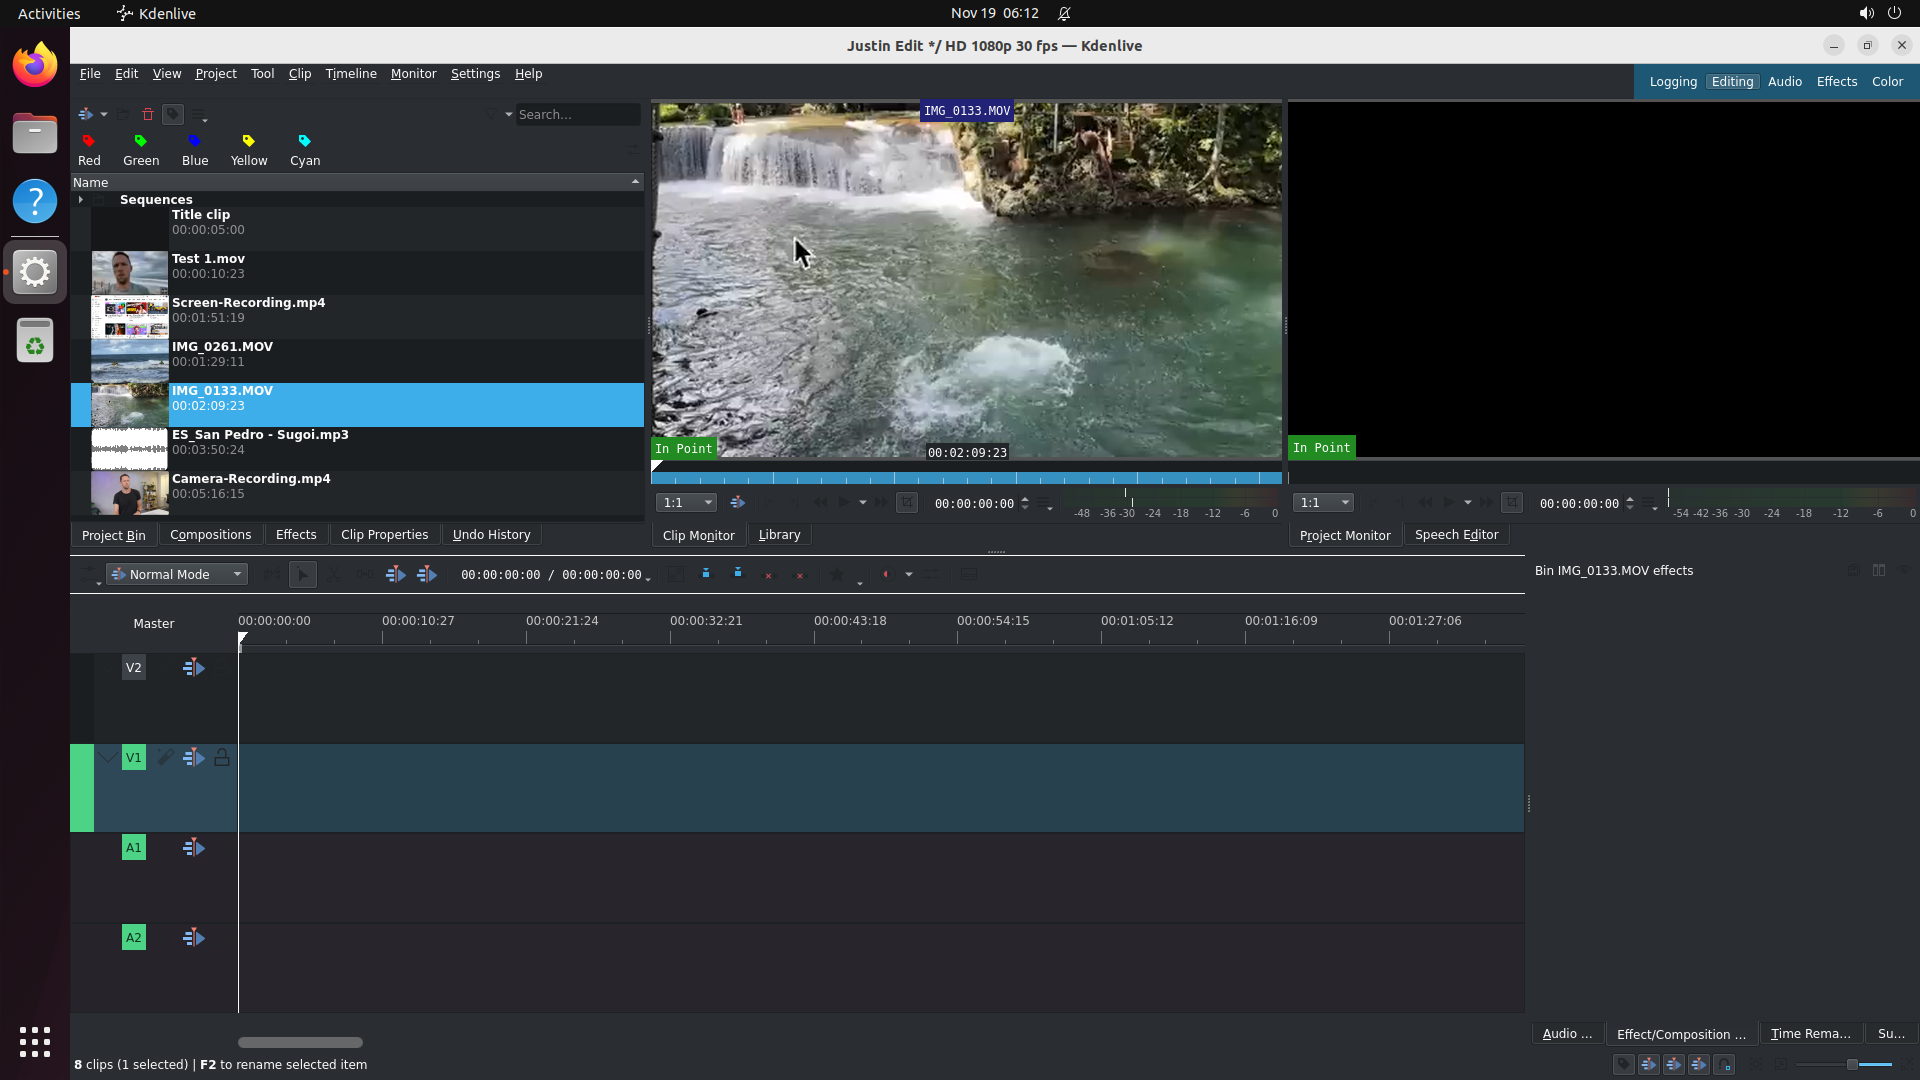 Activities Kdenlive Nov 19 06:12
Justin Edit */ HD 1080p 30 fps — Kdenlive
File Edit View Project Tool Clip Timeline Monitor Settings Help
Logging Editing Audio Effects Color
Search...
Red Green Blue Yellow Cyan
Name
Sequences
Title clip
00:00:05:00
Test 1.mov
00:00:10:23
Screen-Recording.mp4
00:01:51:19
IMG_0261.MOV
00:01:29:11
IMG_0133.MOV
00:02:09:23
ES_San Pedro - Sugoi.mp3
00:03:50:24
Camera-Recording.mp4
00:05:16:15
Project Bin Compositions Effects Clip Properties Undo History
IMG_0133.MOV
In Point 00:02:09:23
1:1 00:00:00:00 -48 -36 -30 -24 -18 -12 -6 0
Clip Monitor Library
In Point
1:1 00:00:00:00 -54 -42 -36 -30 -24 -18 -12 -6 0
Project Monitor Speech Editor
Normal Mode 00:00:00:00 / 00:00:00:00
Bin IMG_0133.MOV effects
Master 00:00:00:00 00:00:10:27 00:00:21:24 00:00:32:21 00:00:43:18 00:00:54:15 00:01:05:12 00:01:16:09 00:01:27:06
V2
V1
A1
A2
Audio ... Effect/Composition ... Time Rema... Su...
8 clips (1 selected) | F2 to rename selected item